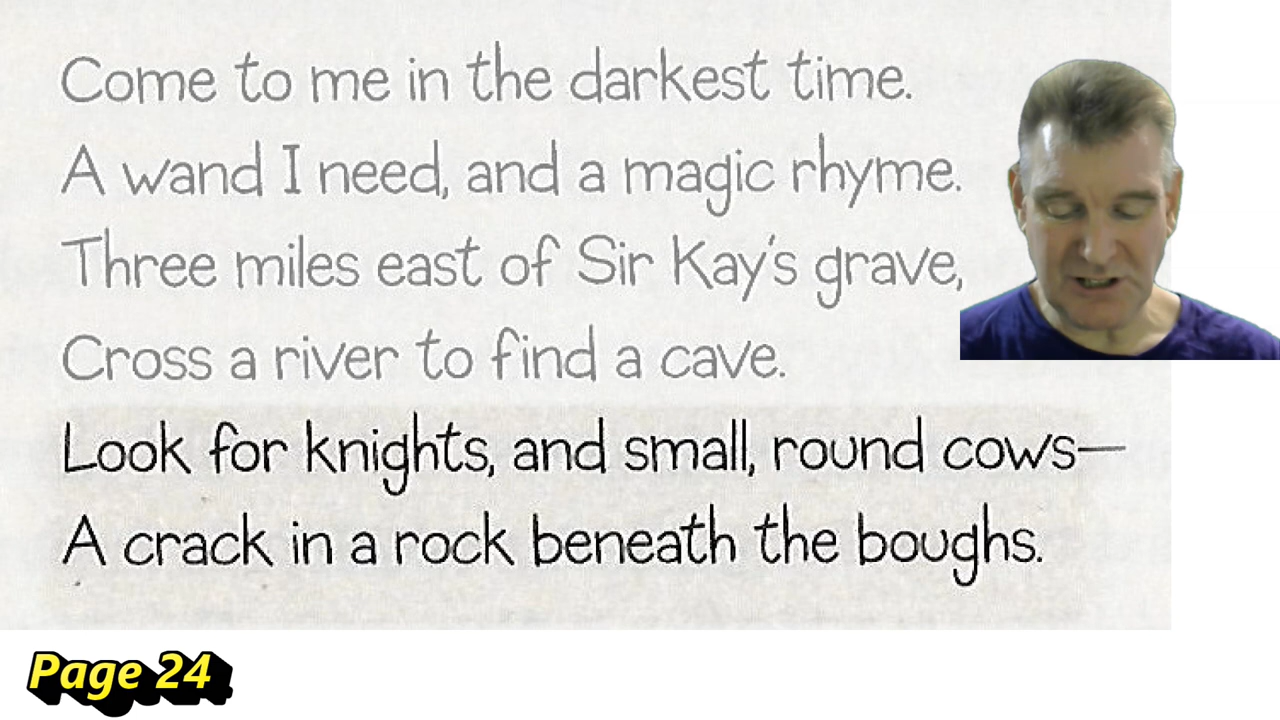 Come to me in the darkest time.
A wand I need, and a magic rhyme.
Three miles east of Sir Kay's grave,
Cross a river to find a cave.
Look for knights, and small, round cows—
A crack in a rock beneath the boughs.
Page 24